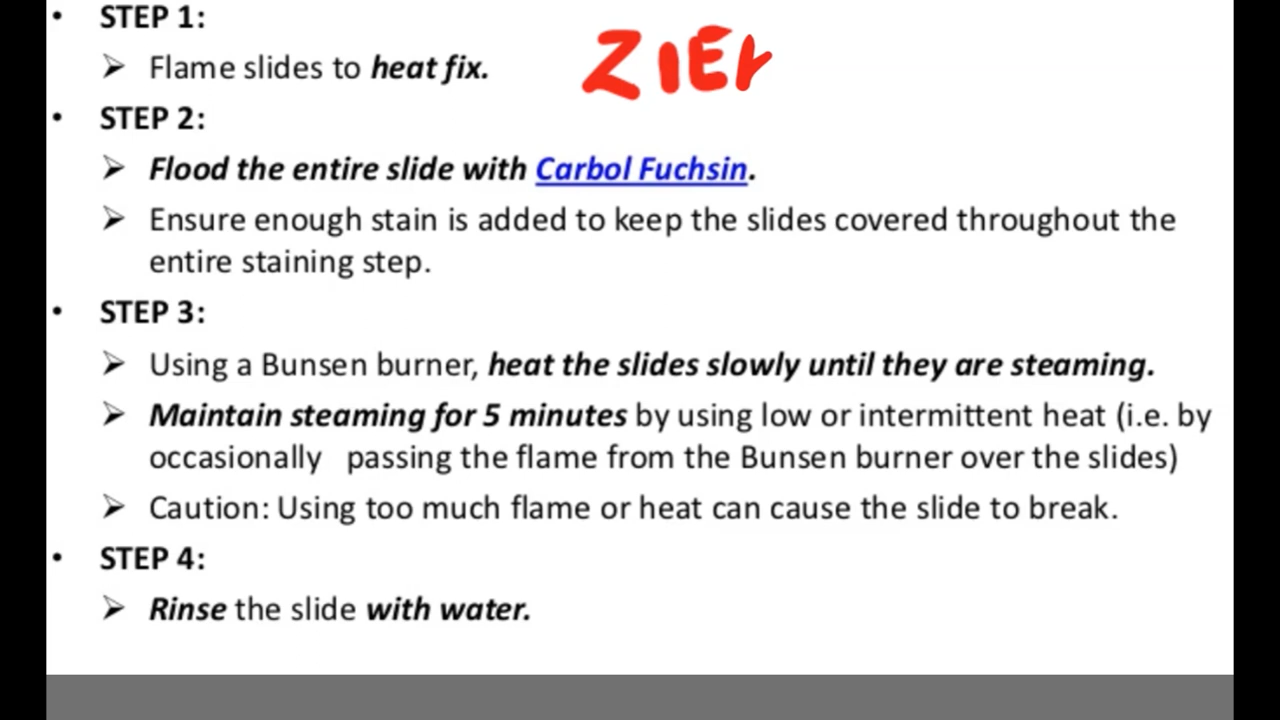 • STEP 1:
➢ Flame slides to heat fix.
• STEP 2:
➢ Flood the entire slide with Carbol Fuchsin.
➢ Ensure enough stain is added to keep the slides covered throughout the
entire staining step.
• STEP 3:
➢ Using a Bunsen burner, heat the slides slowly until they are steaming.
➢ Maintain steaming for 5 minutes by using low or intermittent heat (i.e. by
occasionally passing the flame from the Bunsen burner over the slides)
➢ Caution: Using too much flame or heat can cause the slide to break.
• STEP 4:
➢ Rinse the slide with water.